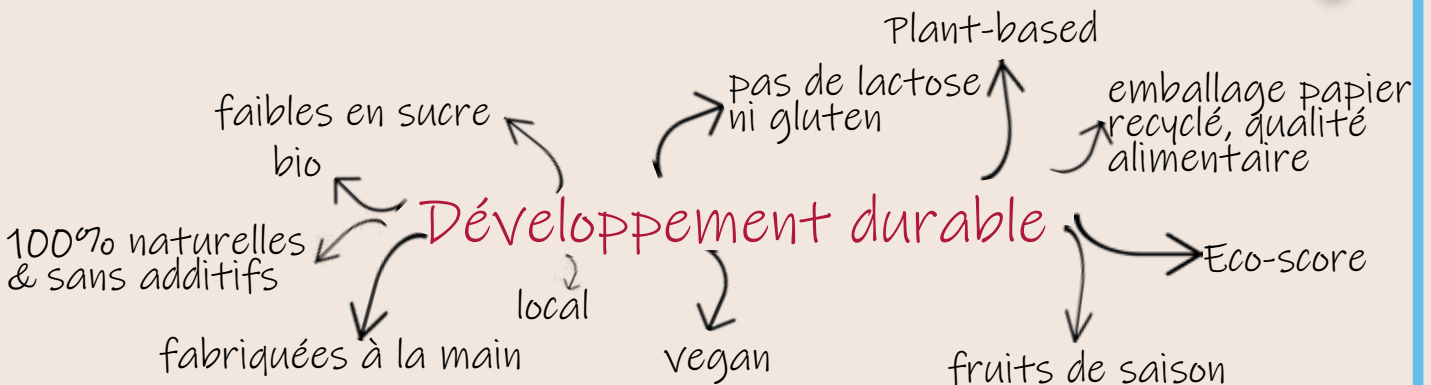 Plant-based
pas de lactose
ni gluten
emballage papier
recyclé, qualité
alimentaire
faibles en sucre
bio
Développement durable
100% naturelles
& sans additifs
Eco-score
local
fabriquées à la main
vegan
fruits de saison